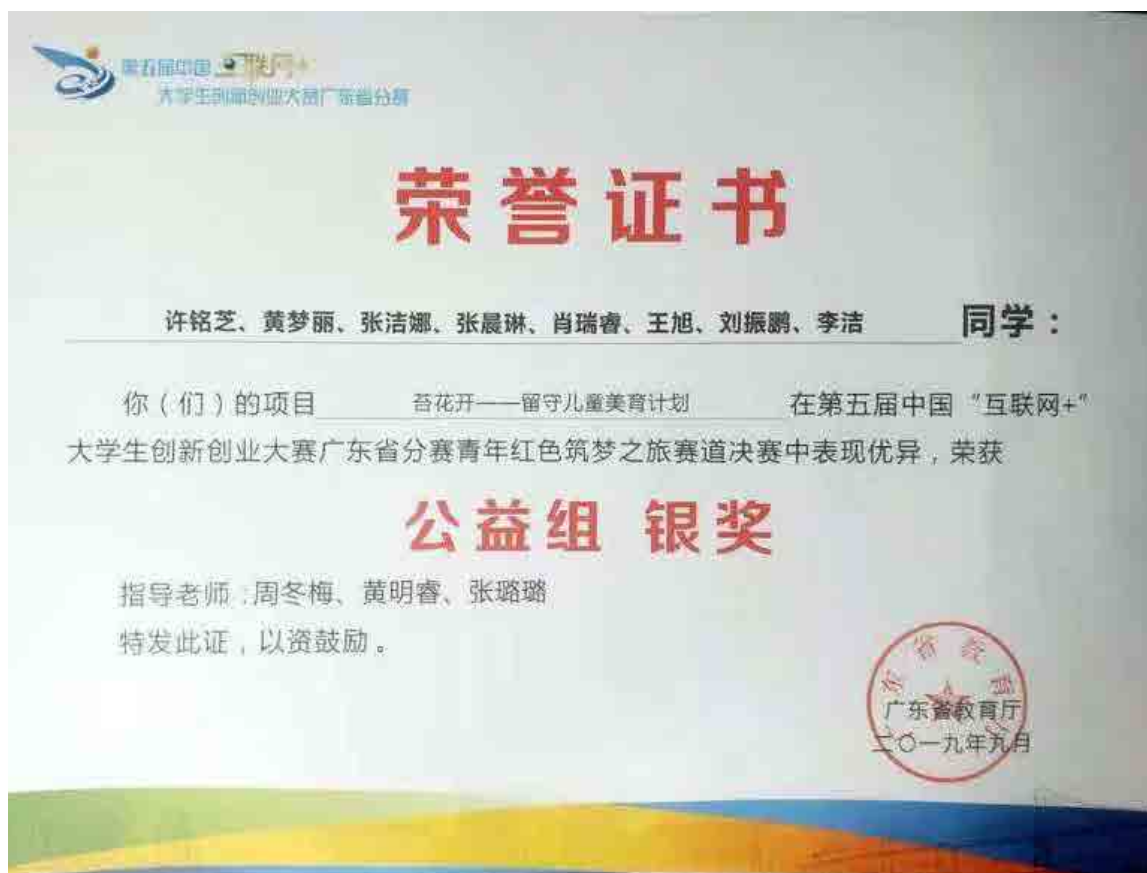 第五届中国 互联网+
大学生创新创业大赛广东省分赛
荣誉证书
许铭芝、黄梦丽、张洁娜、张晨琳、肖瑞睿、王旭、刘振鹏、李洁 同学：
你（们）的项目 苔花开——留守儿童美育计划 在第五届中国“互联网+”
大学生创新创业大赛广东省分赛青年红色筑梦之旅赛道决赛中表现优异，荣获
公益组 银奖
指导老师：周冬梅、黄明睿、张璐璐
特发此证，以资鼓励。
东省教育
广东省教育厅
二〇一九年九月